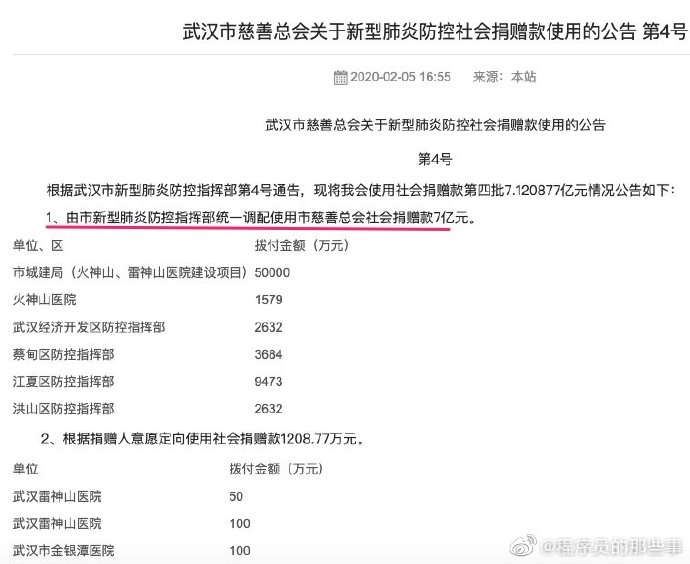 武汉市慈善总会关于新型肺炎防控社会捐赠款使用的公告 第4号
2020-02-05 16:55 来源：本站
武汉市慈善总会关于新型肺炎防控社会捐赠款使用的公告
第4号
根据武汉市新型肺炎防控指挥部第4号通告，现将我会使用社会捐赠款第四批7.120877亿元情况公告如下：
1、由市新型肺炎防控指挥部统一调配使用市慈善总会社会捐赠款7亿元。
单位、区 拨付金额（万元）
市城建局（火神山、雷神山医院建设项目）50000
火神山医院 1579
武汉经济开发区防控指挥部 2632
蔡甸区防控指挥部 3684
江夏区防控指挥部 9473
洪山区防控指挥部 2632
2、根据捐赠人意愿定向使用社会捐赠款1208.77万元。
单位 拨付金额（万元）
武汉雷神山医院 50
武汉雷神山医院 100
武汉市金银潭医院 100
@程序员的那些事